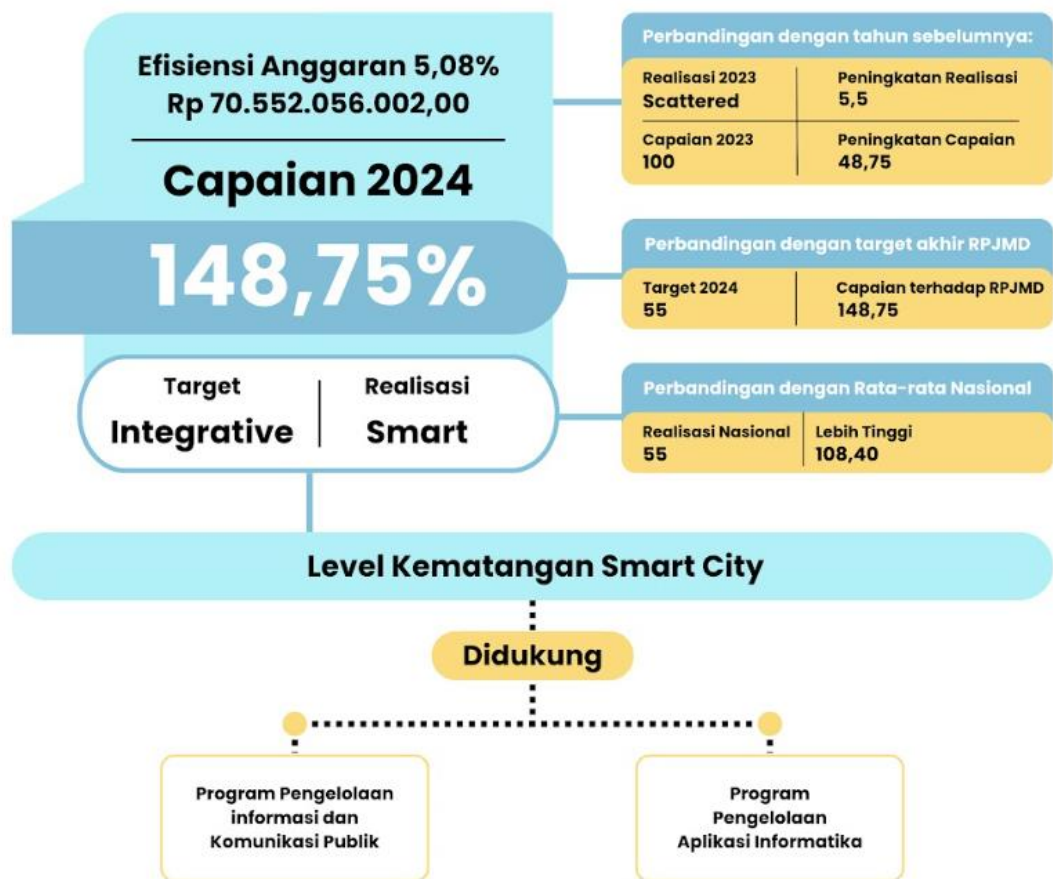 Efisiensi Anggaran 5,08%
Rp 70.552.056.002,00
Capaian 2024
148,75%
Target
Integrative
Realisasi
Smart
Perbandingan dengan tahun sebelumnya:
Realisasi 2023
Scattered
Peningkatan Realisasi
5,5
Capaian 2023
100
Peningkatan Capaian
48,75
Perbandingan dengan target akhir RPJMD
Target 2024
55
Capaian terhadap RPJMD
148,75
Perbandingan dengan Rata-rata Nasional
Realisasi Nasional
55
Lebih Tinggi
108,40
Level Kematangan Smart City
Didukung
Program Pengelolaan
informasi dan
Komunikasi Publik
Program
Pengelolaan
Aplikasi Informatika